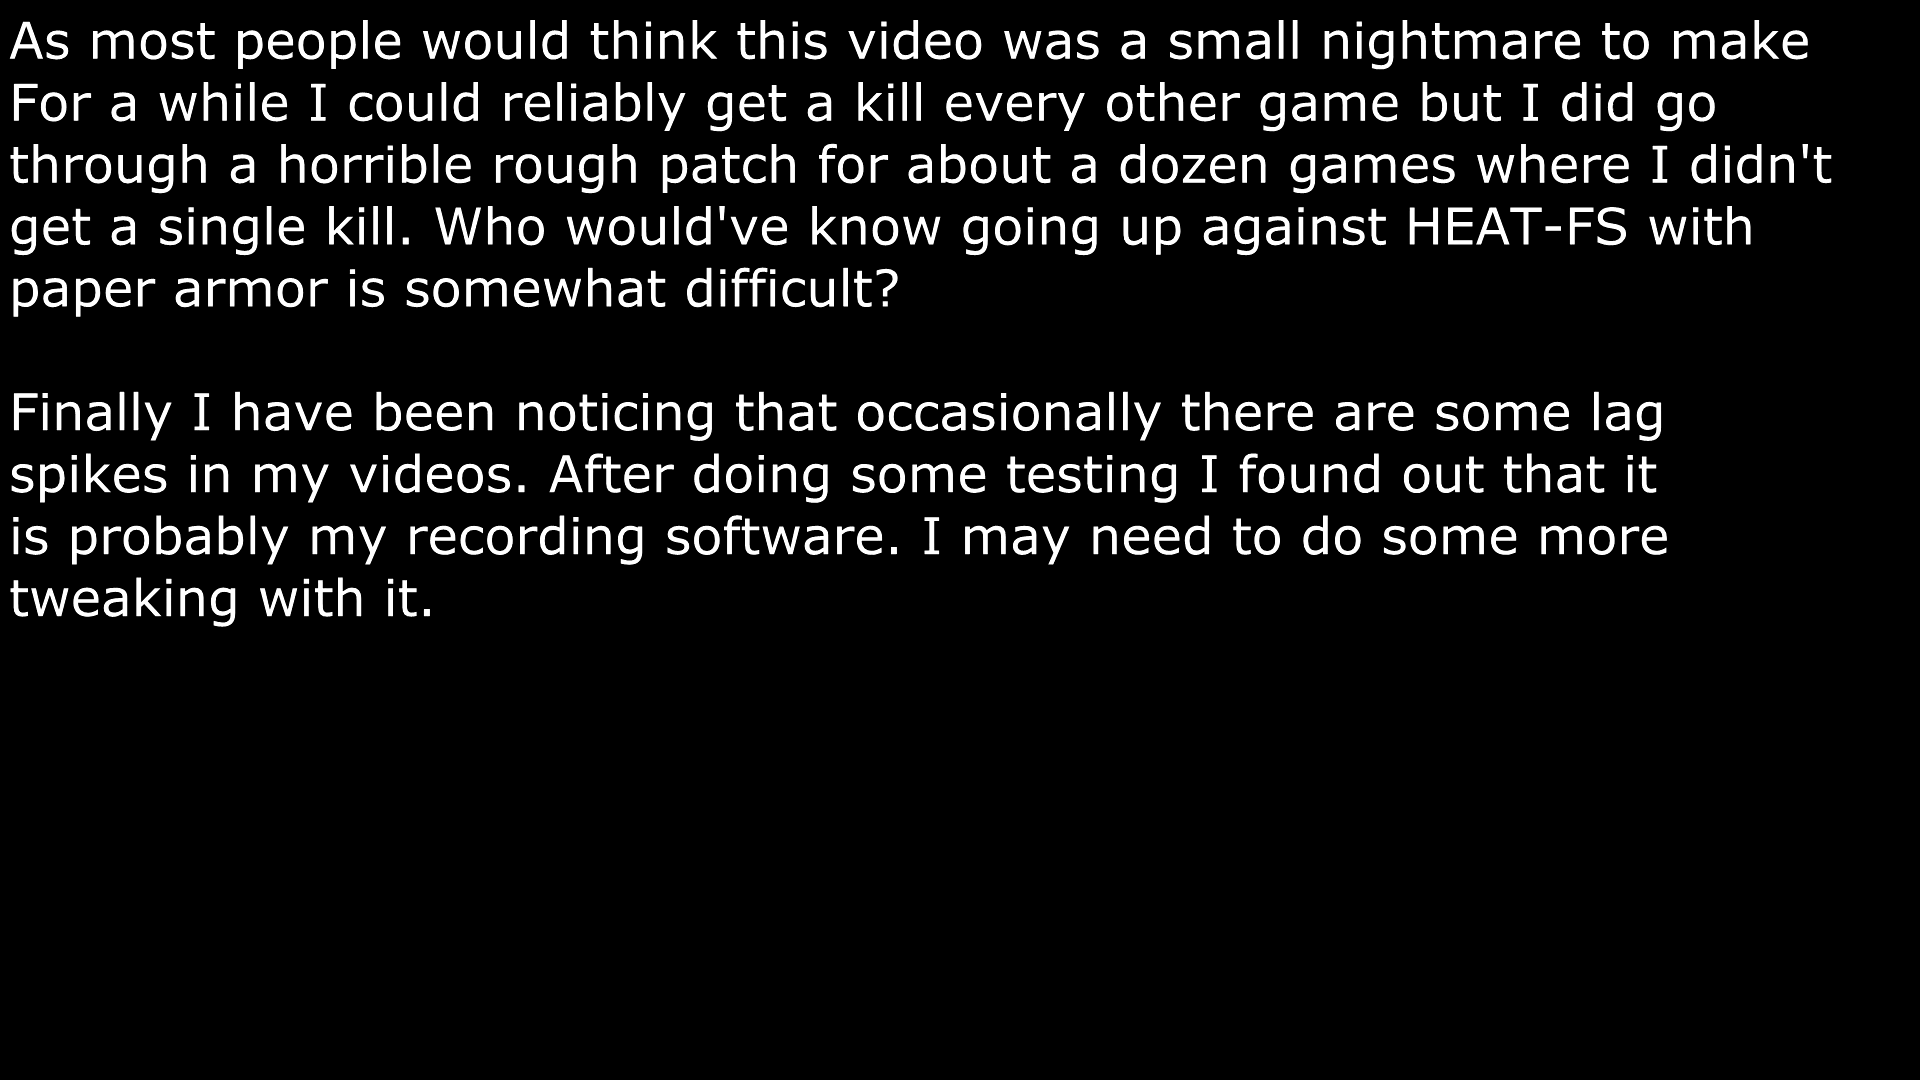 As most people would think this video was a small nightmare to make
For a while I could reliably get a kill every other game but I did go
through a horrible rough patch for about a dozen games where I didn't
get a single kill. Who would've know going up against HEAT-FS with
paper armor is somewhat difficult?

Finally I have been noticing that occasionally there are some lag
spikes in my videos. After doing some testing I found out that it
is probably my recording software. I may need to do some more
tweaking with it.